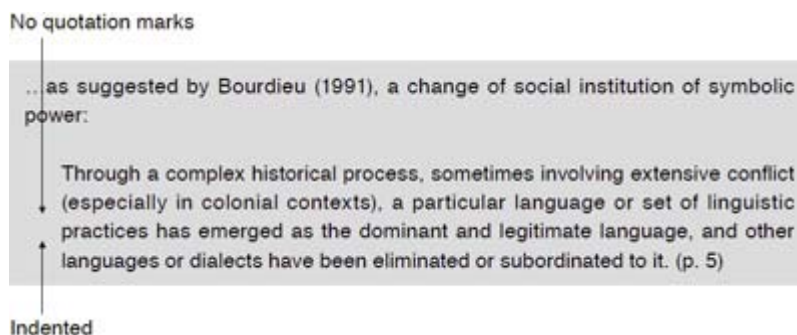 No quotation marks
...as suggested by Bourdieu (1991), a change of social institution of symbolic
power:
Through a complex historical process, sometimes involving extensive conflict
(especially in colonial contexts), a particular language or set of linguistic
practices has emerged as the dominant and legitimate language, and other
languages or dialects have been eliminated or subordinated to it. (p. 5)
Indented